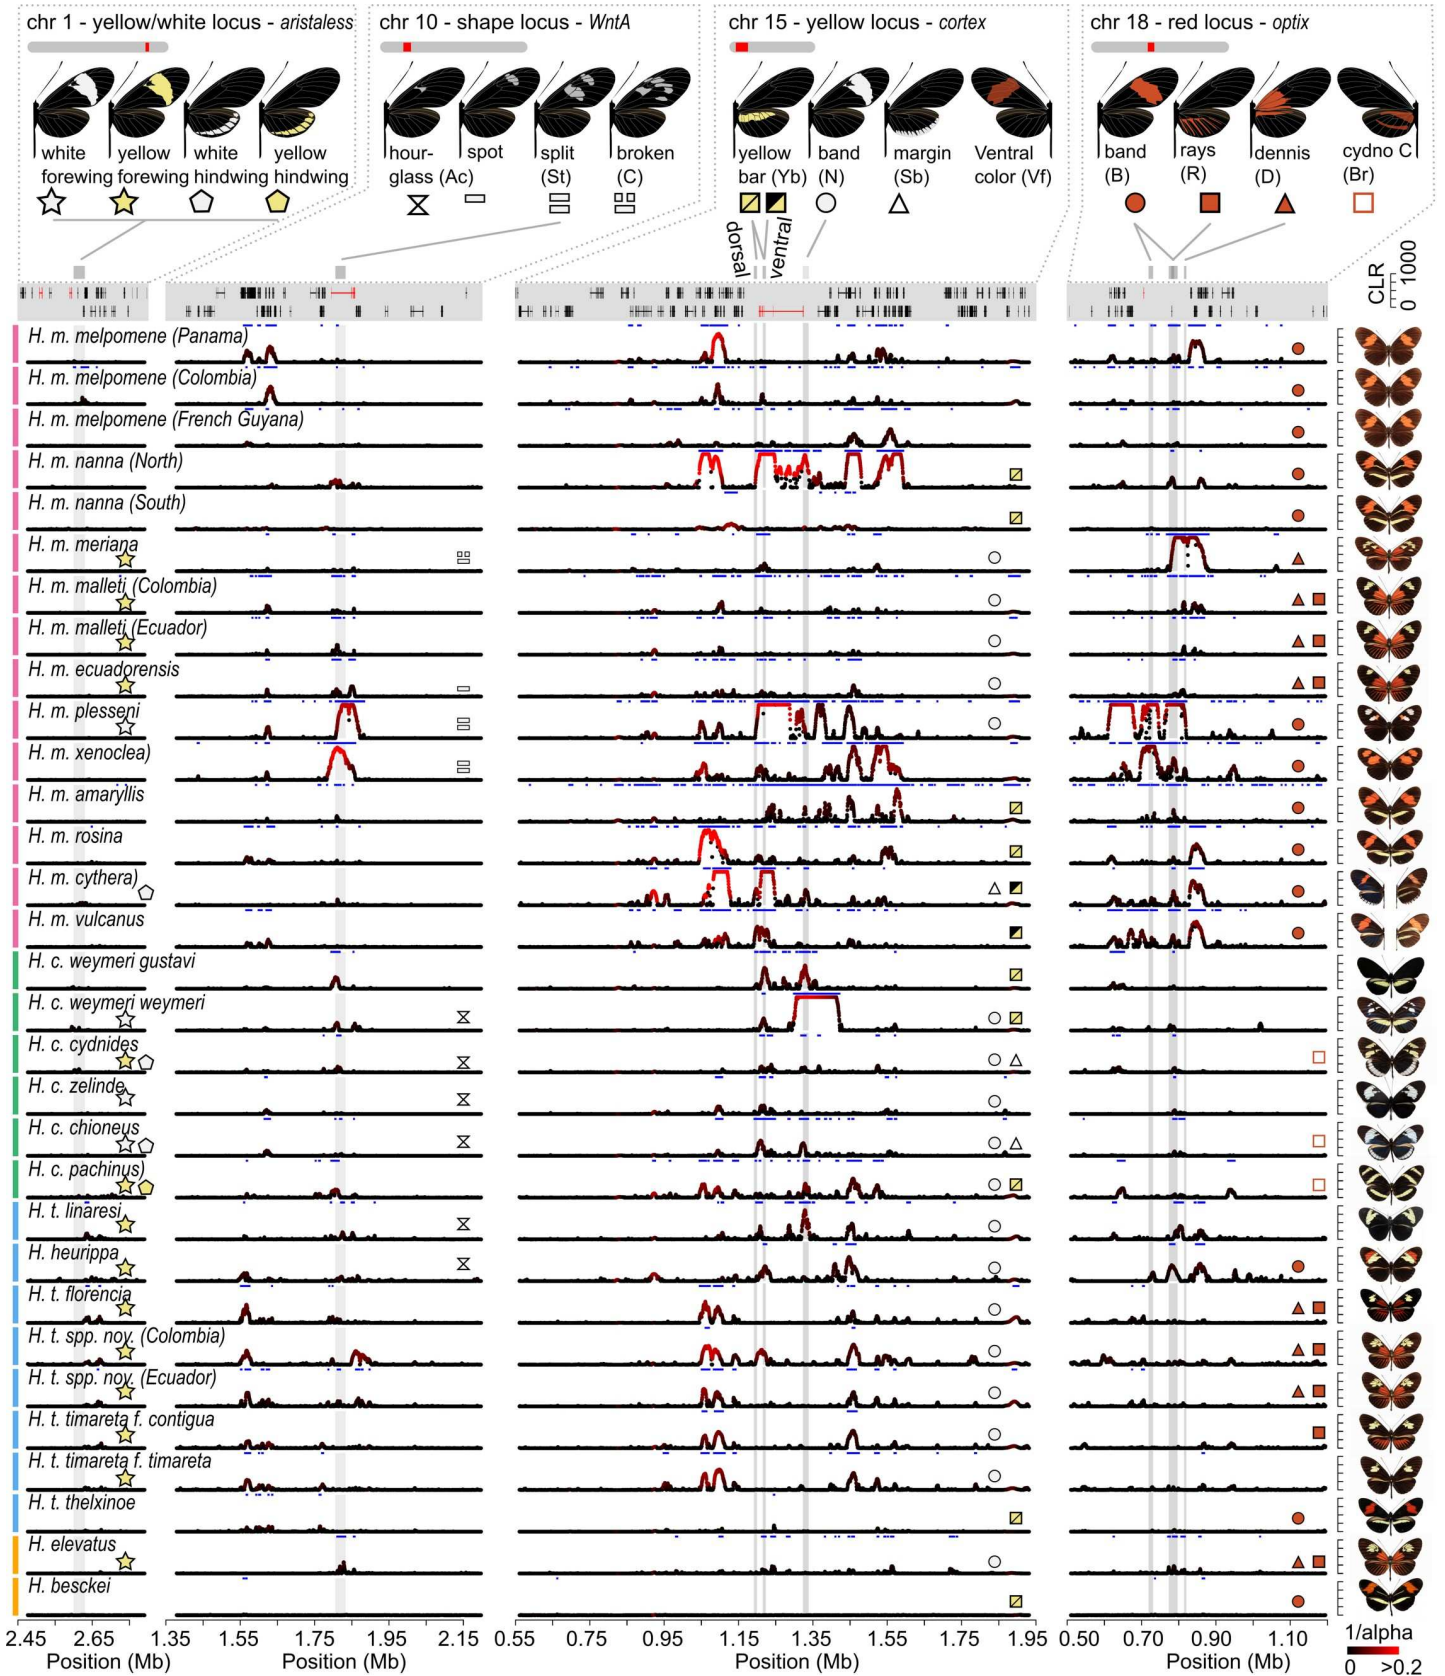 chr 1 - yellow/white locus - aristaless
chr 10 - shape locus - WntA
chr 15 - yellow locus - cortex
chr 18 - red locus - optix
white forewing
yellow forewing
white hindwing
yellow hindwing
hour-glass (Ac)
spot
split (St)
broken (C)
yellow bar (Yb)
band (N)
margin (Sb)
Ventral color (Vf)
band (B)
rays (R)
dennis (D)
cydno C (Br)
dorsal
ventral
CLR
0 1000
H. m. melpomene (Panama)
H. m. melpomene (Colombia)
H. m. melpomene (French Guyana)
H. m. nanna (North)
H. m. nanna (South)
H. m. meriana
H. m. malleti (Colombia)
H. m. malleti (Ecuador)
H. m. ecuadorensis
H. m. plesseni
H. m. xenoclea)
H. m. amaryllis
H. m. rosina
H. m. cythera)
H. m. vulcanus
H. c. weymeri gustavi
H. c. weymeri weymeri
H. c. cydnides
H. c. zelinde
H. c. chioneus
H. c. pachinus)
H. t. linaresi
H. heurippa
H. t. florencia
H. t. spp. nov. (Colombia)
H. t. spp. nov. (Ecuador)
H. t. timareta f. contigua
H. t. timareta f. timareta
H. t. thelxinoe
H. elevatus
H. besckei
2.45 2.65 1.35 1.55 1.75 1.95 2.15 0.55 0.75 0.95 1.15 1.35 1.55 1.75 1.95 0.50 0.70 0.90 1.10
Position (Mb) Position (Mb) Position (Mb) Position (Mb)
1/alpha
0 >0.2